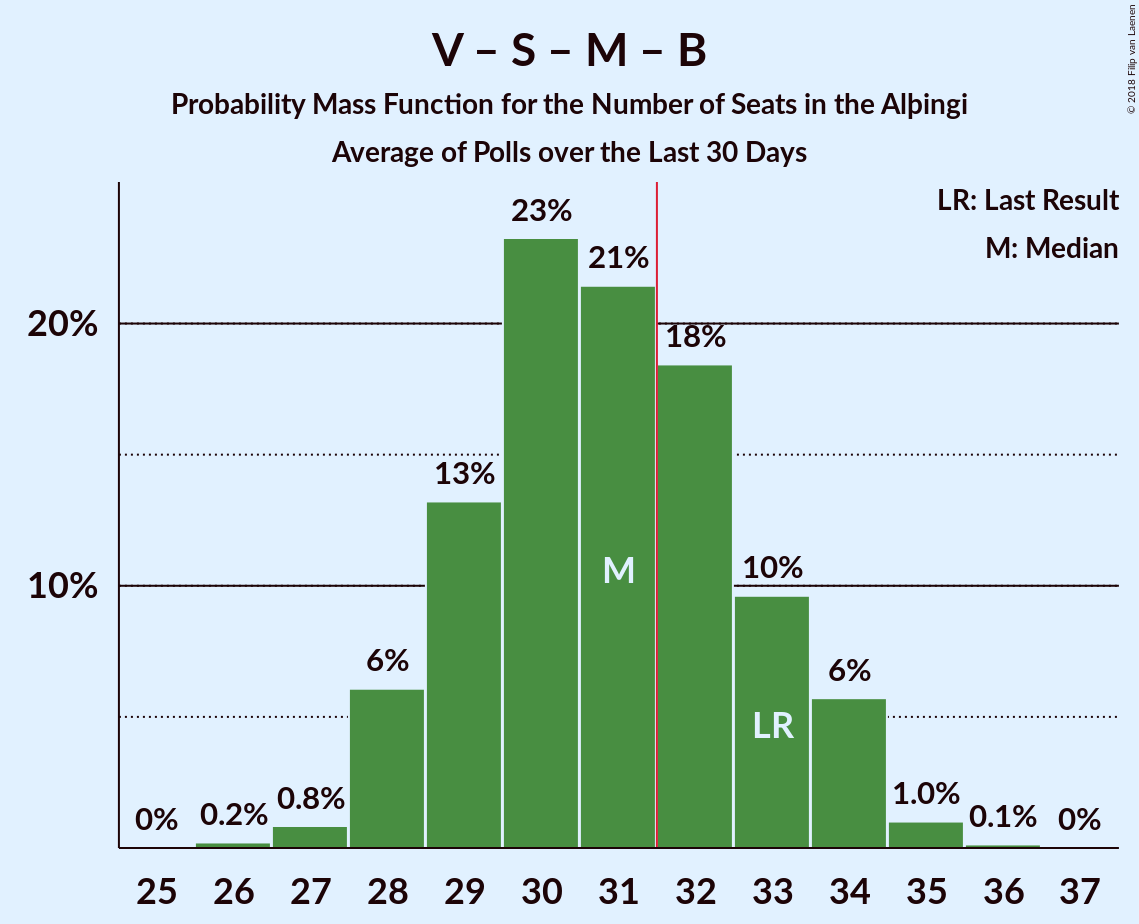 V – S – M – B
Probability Mass Function for the Number of Seats in the Alþingi
Average of Polls over the Last 30 Days
© 2018 Filip van Laenen
LR: Last Result
M: Median
23%
21%
20%
18%
13%
10%
10%
M
6%
6%
LR
0%
0.2%
0.8%
1.0%
0.1%
0%
25 26 27 28 29 30 31 32 33 34 35 36 37